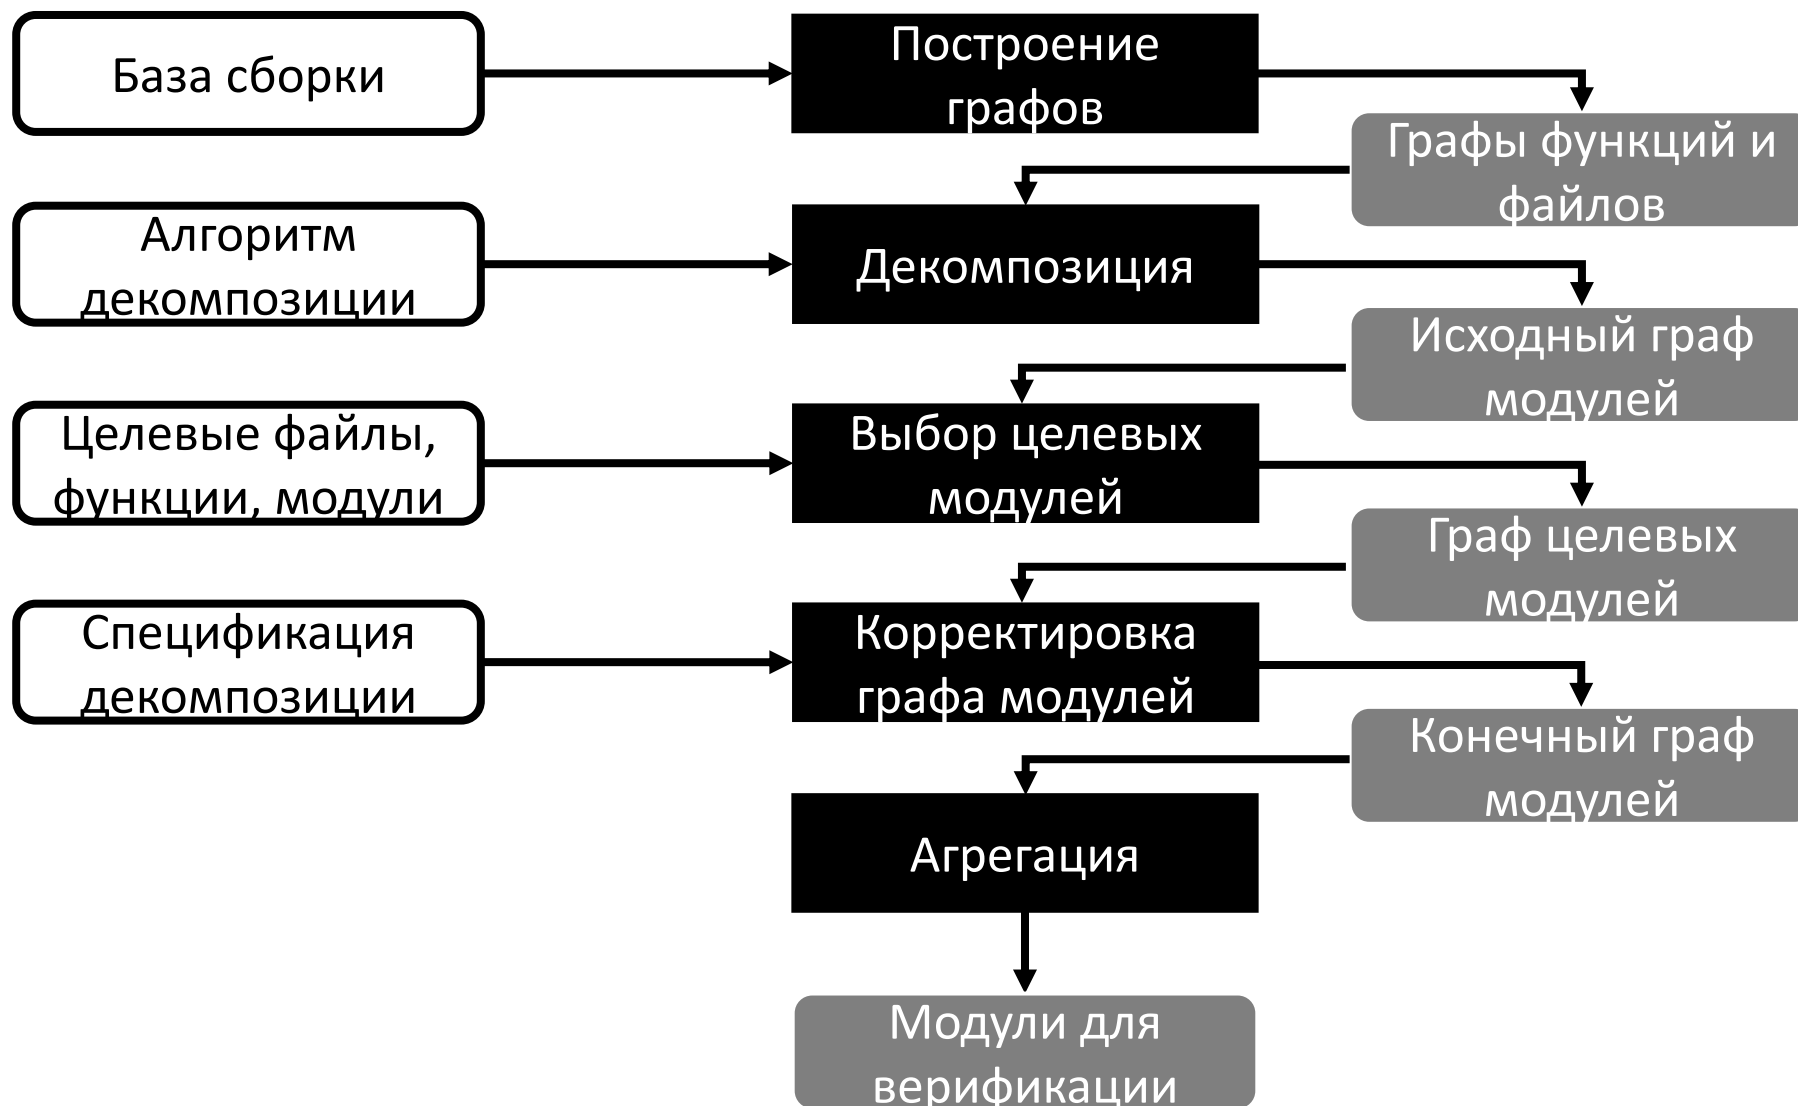 База сборки
Построение
графов
Графы функций и
файлов
Алгоритм
декомпозиции
Декомпозиция
Исходный граф
модулей
Целевые файлы,
функции, модули
Выбор целевых
модулей
Граф целевых
модулей
Спецификация
декомпозиции
Корректировка
графа модулей
Конечный граф
модулей
Агрегация
Модули для
верификации